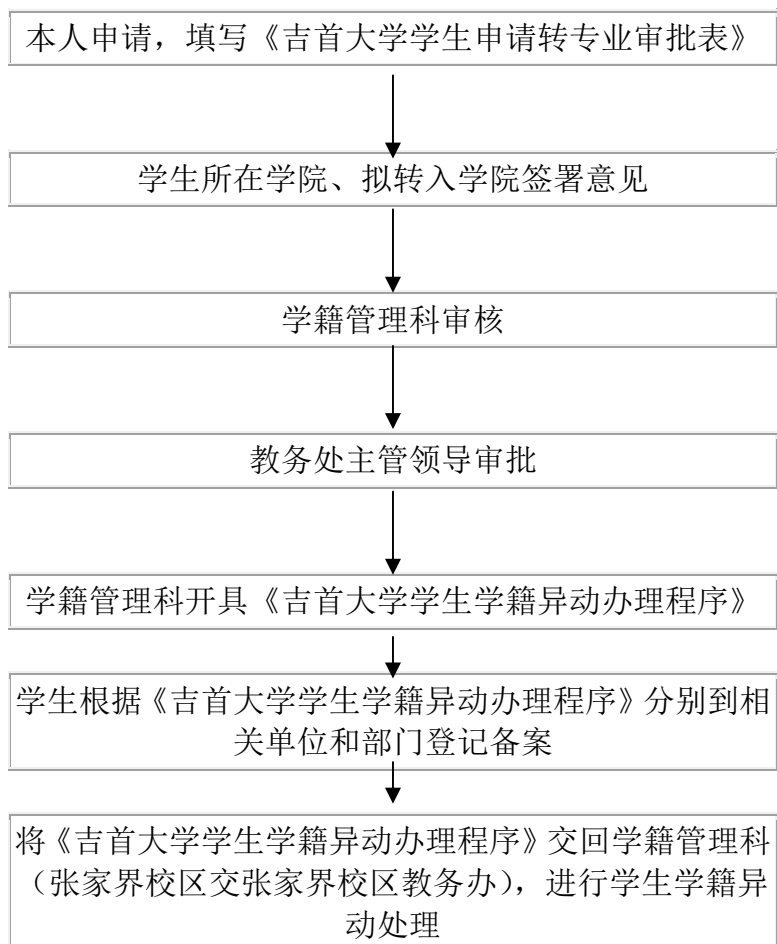 本人申请，填写《吉首大学学生申请转专业审批表》
学生所在学院、拟转入学院签署意见
学籍管理科审核
教务处主管领导审批
学籍管理科开具《吉首大学学生学籍异动办理程序》
学生根据《吉首大学学生学籍异动办理程序》分别到相
关单位和部门登记备案
将《吉首大学学生学籍异动办理程序》交回学籍管理科
（张家界校区交张家界校区教务办），进行学生学籍异
动处理